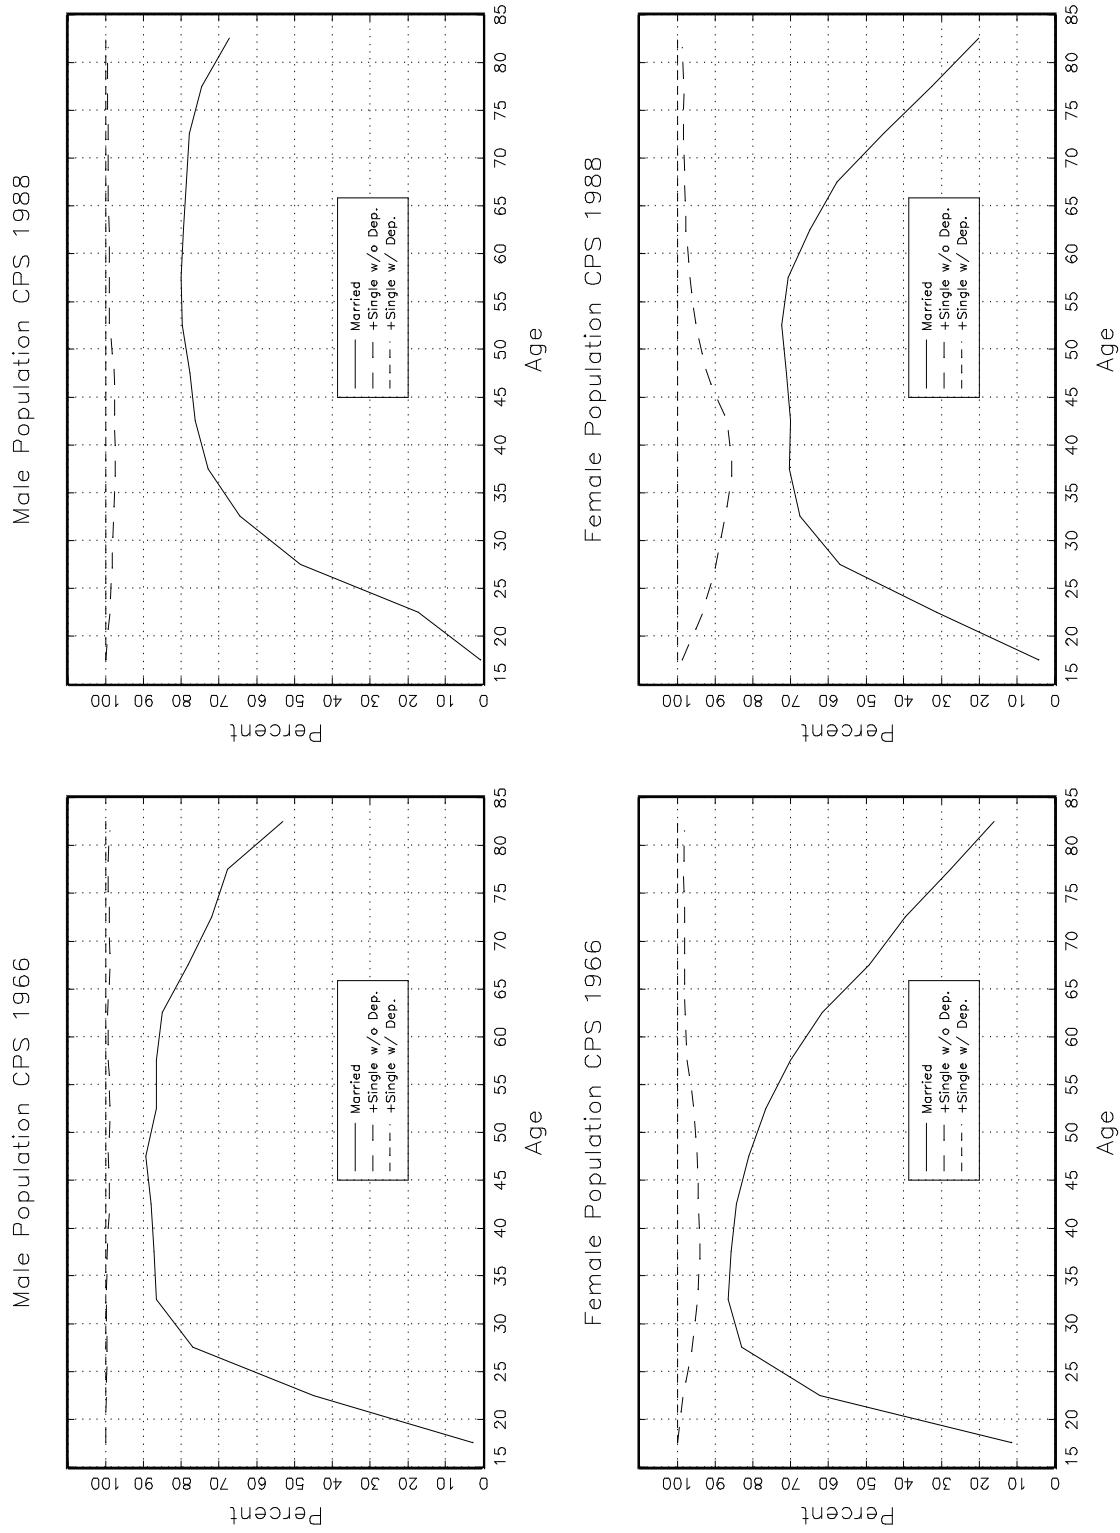 Male Population CPS 1966
Percent
100
90
80
70
60
50
40
30
20
10
0
Married
+Single w/o Dep.
+Single w/ Dep.
15 20 25 30 35 40 45 50 55 60 65 70 75 80 85
Age
Male Population CPS 1988
Percent
100
90
80
70
60
50
40
30
20
10
0
Married
+Single w/o Dep.
+Single w/ Dep.
15 20 25 30 35 40 45 50 55 60 65 70 75 80 85
Age
Female Population CPS 1966
Percent
100
90
80
70
60
50
40
30
20
10
0
Married
+Single w/o Dep.
+Single w/ Dep.
15 20 25 30 35 40 45 50 55 60 65 70 75 80 85
Age
Female Population CPS 1988
Percent
100
90
80
70
60
50
40
30
20
10
0
Married
+Single w/o Dep.
+Single w/ Dep.
15 20 25 30 35 40 45 50 55 60 65 70 75 80 85
Age